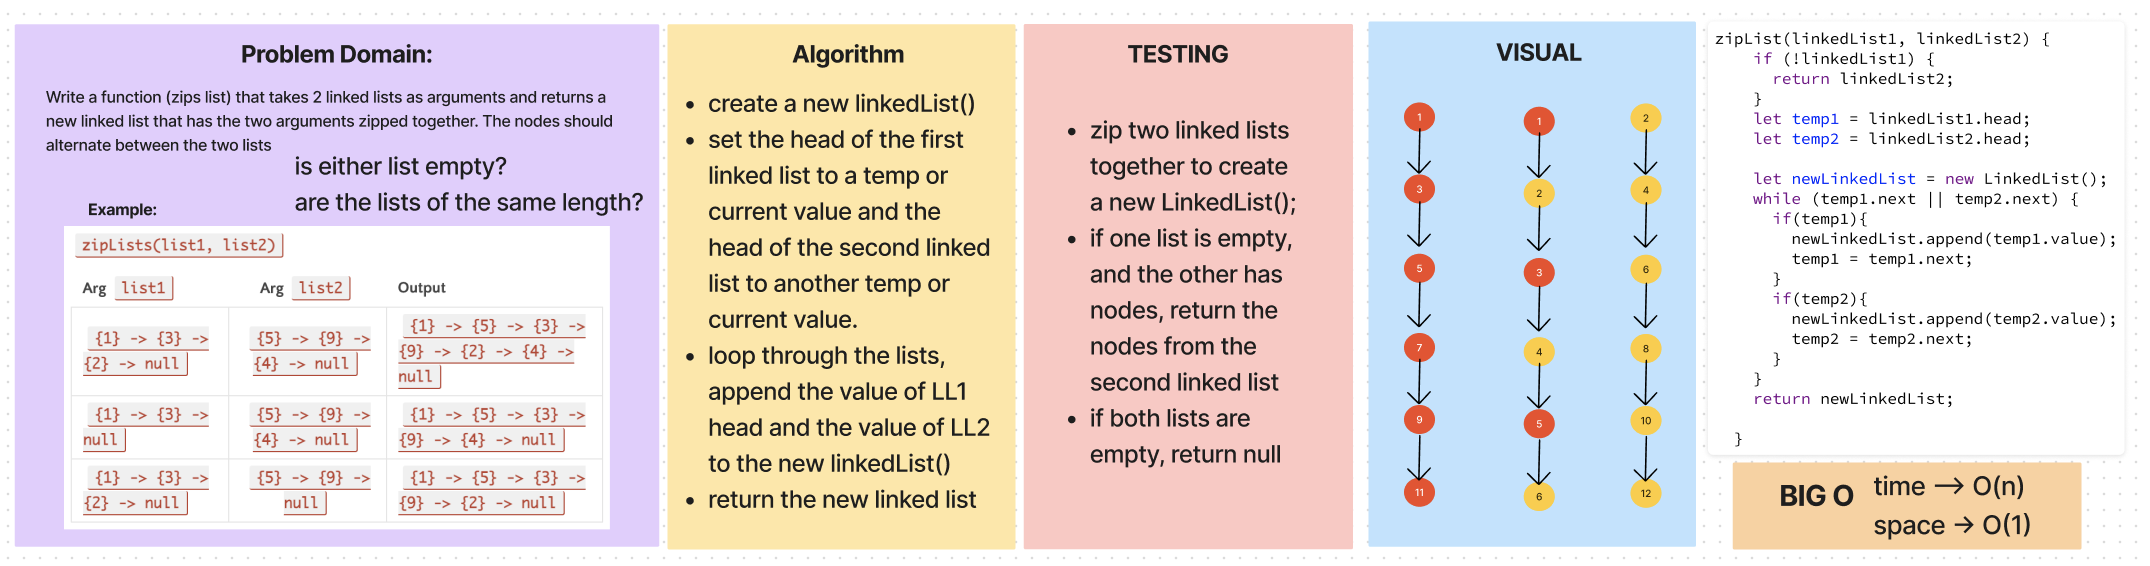 Problem Domain:
Write a function (zips list) that takes 2 linked lists as arguments and returns a
new linked list that has the two arguments zipped together. The nodes should
alternate between the two lists
is either list empty?
are the lists of the same length?
Example:
zipLists(list1, list2)
Arg list1 Arg list2 Output
{1} -> {3} ->
{2} -> null
{5} -> {9} ->
{4} -> null
{1} -> {5} -> {3} ->
{9} -> {2} -> {4} ->
null
{1} -> {3} ->
null
{5} -> {9} ->
{4} -> null
{1} -> {5} -> {3} ->
{9} -> {4} -> null
{1} -> {3} ->
{2} -> null
{5} -> {9} ->
null
{1} -> {5} -> {3} ->
{9} -> {2} -> null
Algorithm
• create a new linkedList()
• set the head of the first
linked list to a temp or
current value and the
head of the second linked
list to another temp or
current value.
• loop through the lists,
append the value of LL1
head and the value of LL2
to the new linkedList()
• return the new linked list
TESTING
• zip two linked lists
together to create
a new LinkedList();
• if one list is empty,
and the other has
nodes, return the
nodes from the
second linked list
• if both lists are
empty, return null
VISUAL
1
3
5
7
9
11
1
2
3
4
5
6
2
4
6
8
10
12
zipList(linkedList1, linkedList2) {
if (!linkedList1) {
return linkedList2;
}
let temp1 = linkedList1.head;
let temp2 = linkedList2.head;
let newLinkedList = new LinkedList();
while (temp1.next || temp2.next) {
if(temp1){
newLinkedList.append(temp1.value);
temp1 = temp1.next;
}
if(temp2){
newLinkedList.append(temp2.value);
temp2 = temp2.next;
}
}
return newLinkedList;
}
BIG O
time → O(n)
space → O(1)